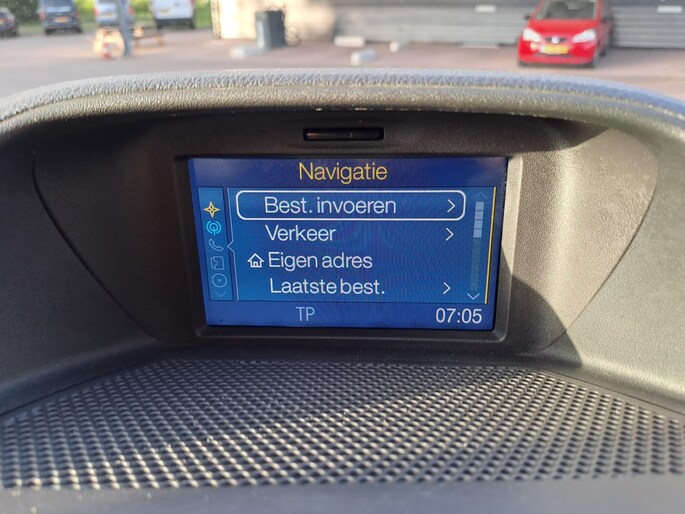 Navigatie
Best. invoeren
Verkeer
Eigen adres
Laatste best.
TP 07:05